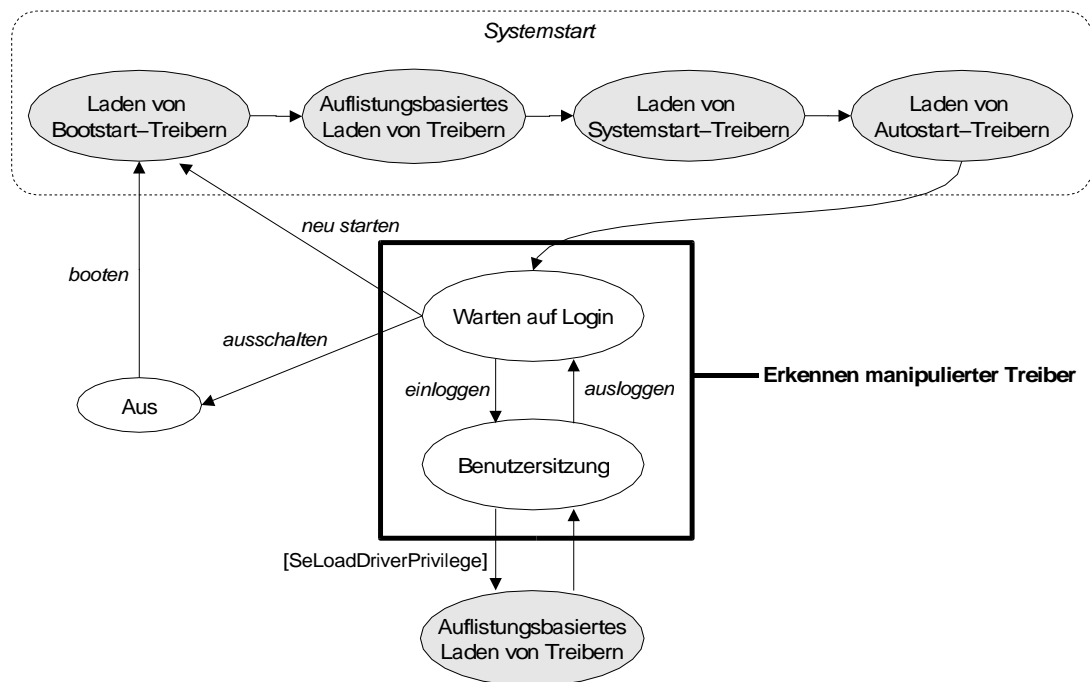 Systemstart
Laden von
Bootstart–Treibern
Auflistungsbasiertes
Laden von Treibern
Laden von
Systemstart–Treibern
Laden von
Autostart–Treibern
neu starten
booten
Warten auf Login
ausschalten
Erkennen manipulierter Treiber
einloggen
ausloggen
Aus
Benutzersitzung
[SeLoadDriverPrivilege]
Auflistungsbasiertes
Laden von Treibern